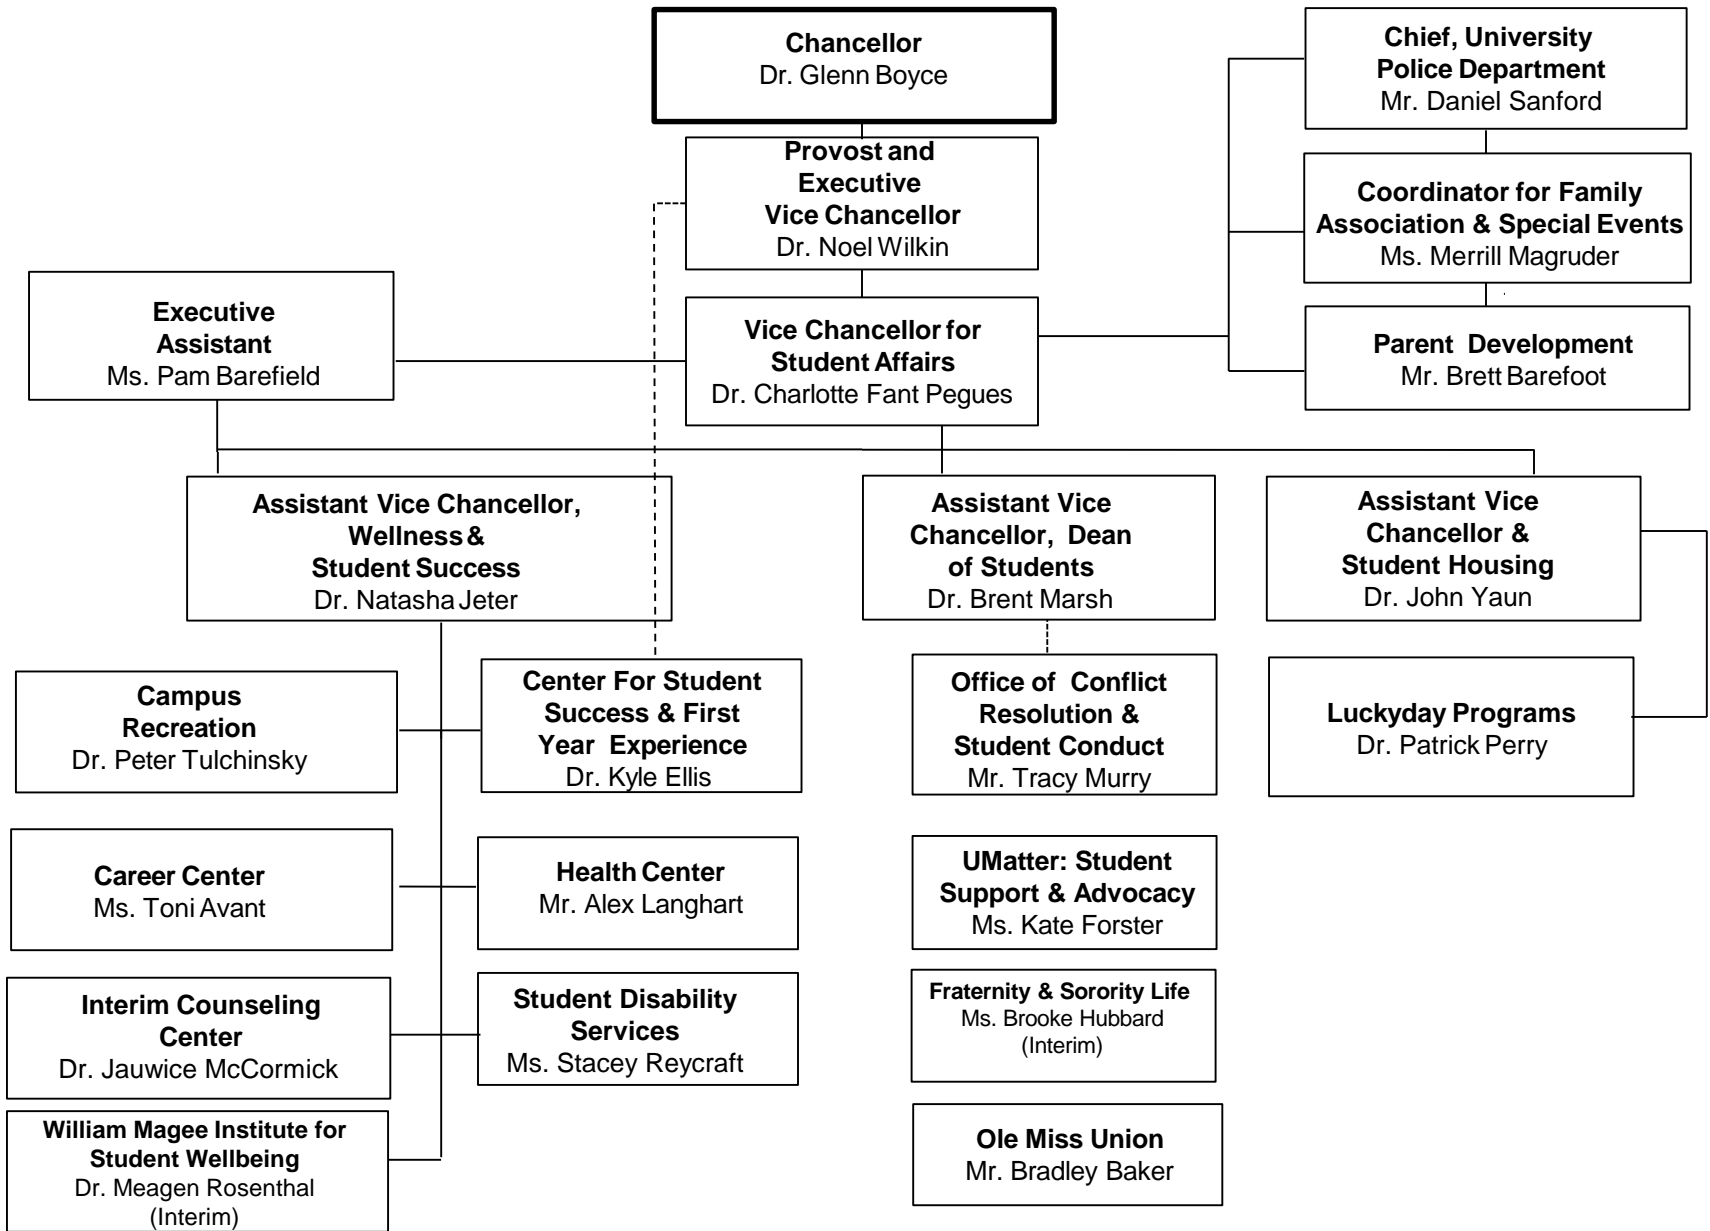 Chancellor
Dr. Glenn Boyce
Chief, University
Police Department
Mr. Daniel Sanford
Provost and
Executive
Vice Chancellor
Dr. Noel Wilkin
Coordinator for Family
Association & Special Events
Ms. Merrill Magruder
Executive
Assistant
Ms. Pam Barefield
Vice Chancellor for
Student Affairs
Dr. Charlotte Fant Pegues
Parent Development
Mr. Brett Barefoot
Assistant Vice Chancellor,
Wellness &
Student Success
Dr. Natasha Jeter
Assistant Vice
Chancellor, Dean
of Students
Dr. Brent Marsh
Assistant Vice
Chancellor &
Student Housing
Dr. John Yaun
Campus
Recreation
Dr. Peter Tulchinsky
Center For Student
Success & First
Year Experience
Dr. Kyle Ellis
Office of Conflict
Resolution &
Student Conduct
Mr. Tracy Murry
Luckyday Programs
Dr. Patrick Perry
Career Center
Ms. Toni Avant
Health Center
Mr. Alex Langhart
UMatter: Student
Support & Advocacy
Ms. Kate Forster
Interim Counseling
Center
Dr. Jauwice McCormick
Student Disability
Services
Ms. Stacey Reycraft
Fraternity & Sorority Life
Ms. Brooke Hubbard
(Interim)
William Magee Institute for
Student Wellbeing
Dr. Meagen Rosenthal
(Interim)
Ole Miss Union
Mr. Bradley Baker